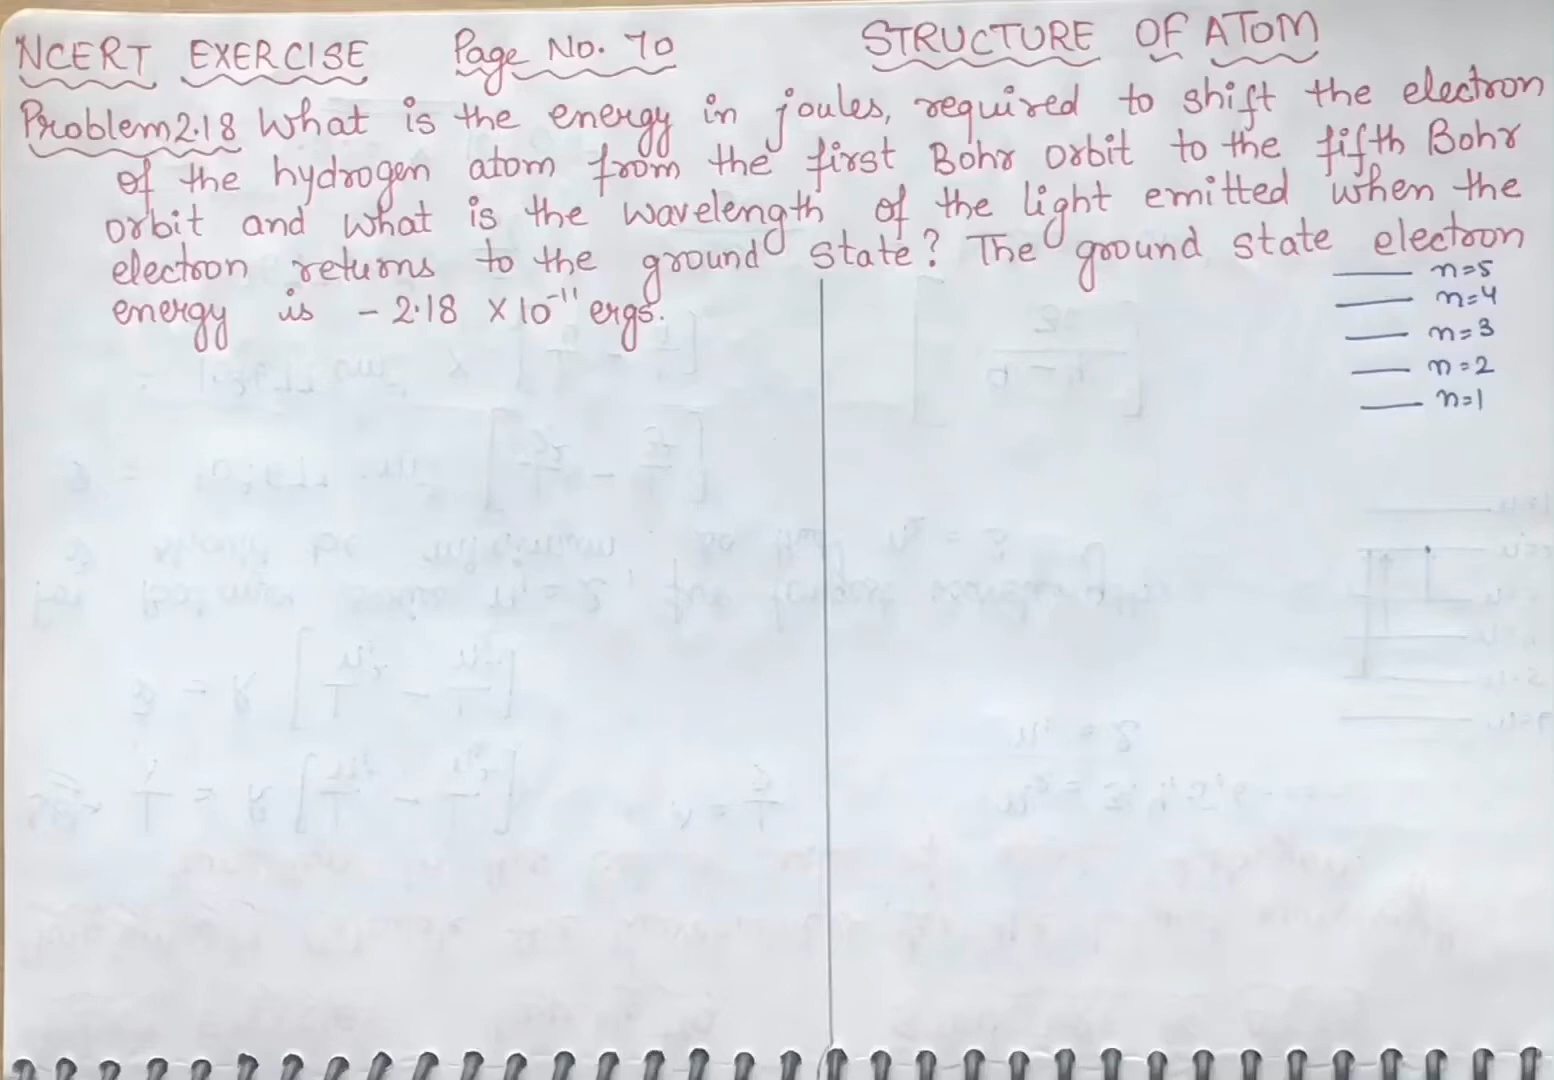 NCERT EXERCISE Page No. 70 STRUCTURE OF ATOM
Problem 2.18 What is the energy in joules, required to shift the electron
of the hydrogen atom from the first Bohr orbit to the fifth Bohr
orbit and what is the wavelength of the light emitted when the
electron returns to the ground state? The ground state electron
energy is - 2.18 × 10⁻¹¹ ergs.
n=5
n=4
n=3
n=2
n=1